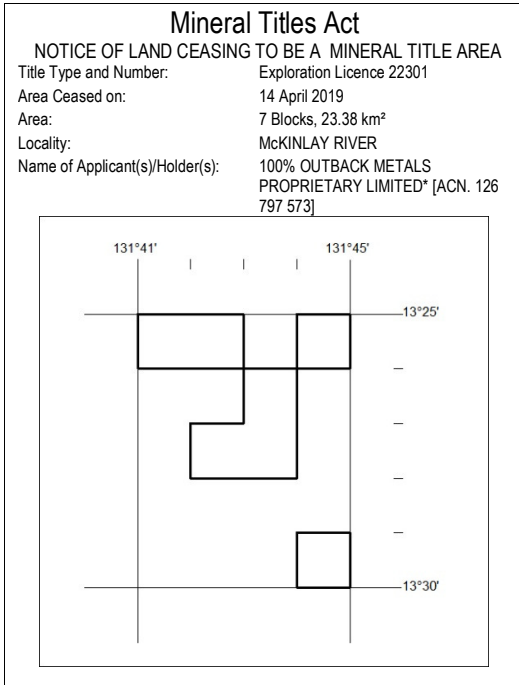 Mineral Titles Act
NOTICE OF LAND CEASING TO BE A MINERAL TITLE AREA
Title Type and Number: Exploration Licence 22301
Area Ceased on: 14 April 2019
Area: 7 Blocks, 23.38 km²
Locality: McKINLAY RIVER
Name of Applicant(s)/Holder(s): 100% OUTBACK METALS
PROPRIETARY LIMITED* [ACN. 126
797 573]
131°41' 131°45'
13°25'
13°30'